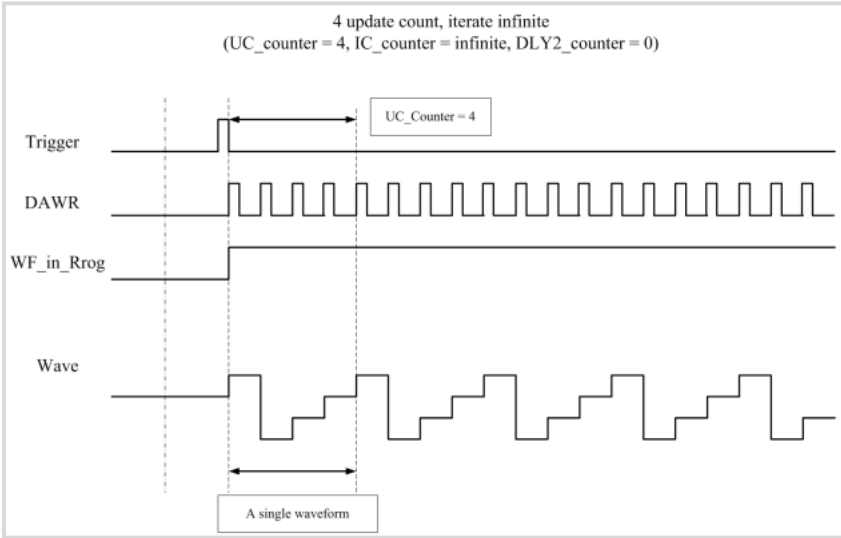 4 update count, iterate infinite
(UC_counter = 4, IC_counter = infinite, DLY2_counter = 0)
UC_Counter = 4
Trigger
DAWR
WF_in_Rrog
Wave
A single waveform